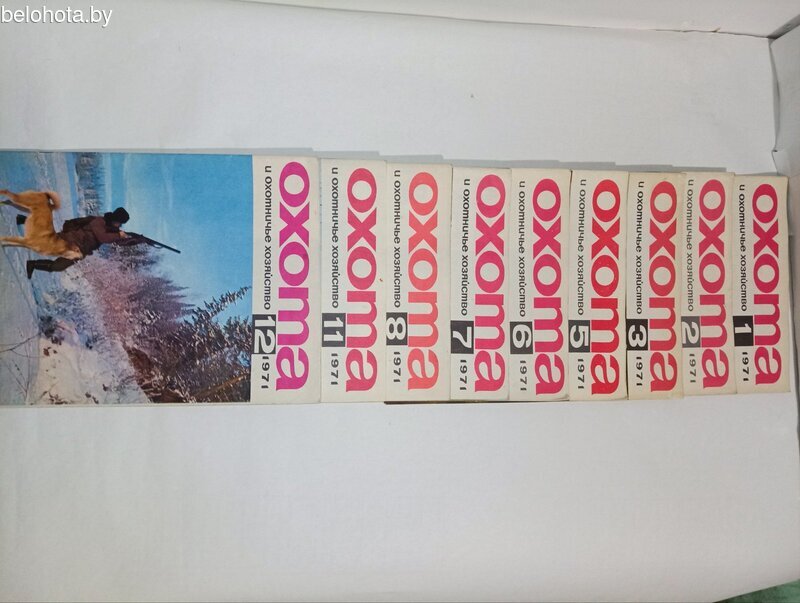 belohota.by
охота
и охотничье хозяйство 12 1971
охота
и охотничье хозяйство 11 1971
охота
и охотничье хозяйство 8 1971
охота
и охотничье хозяйство 7 1971
охота
и охотничье хозяйство 6 1971
охота
и охотничье хозяйство 5 1971
охота
и охотничье хозяйство 3 1971
охота
и охотничье хозяйство 2 1971
охота
и охотничье хозяйство 1 1971